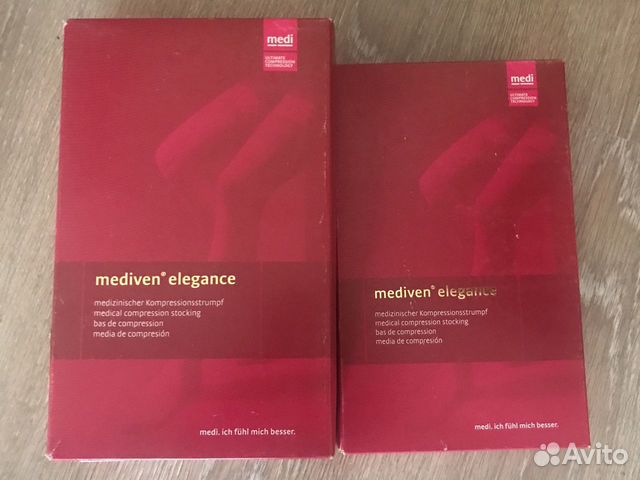 medi
ULTIMATE
COMPRESSION
TECHNOLOGY
mediven® elegance
medizinischer Kompressionsstrumpf
medical compression stocking
bas de compression
media de compresión
medi. ich fühl mich besser.
medi
ULTIMATE
COMPRESSION
TECHNOLOGY
mediven® elegance
medizinischer Kompressionsstrumpf
medical compression stocking
bas de compression
media de compresión
medi. ich fühl mich besser.
Avito